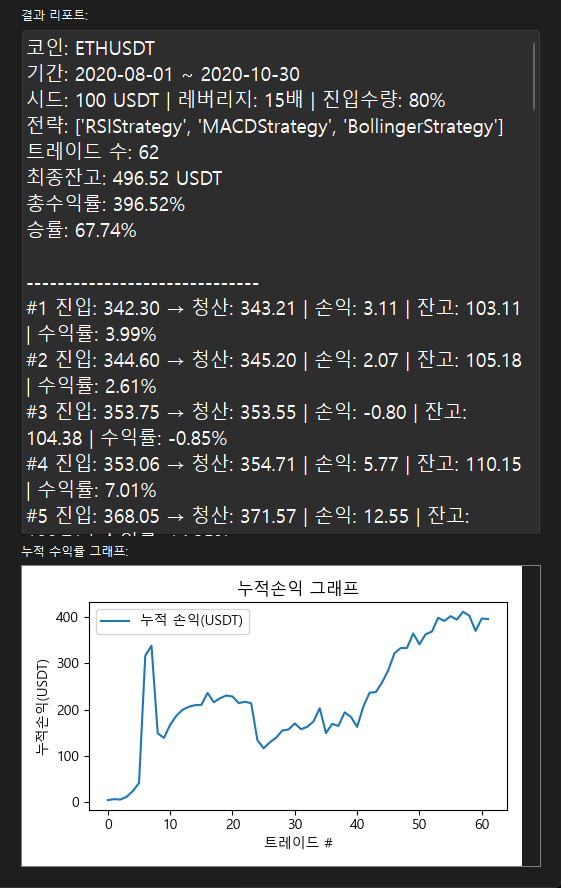 결과 리포트:
코인: ETHUSDT
기간: 2020-08-01 ~ 2020-10-30
시드: 100 USDT | 레버리지: 15배 | 진입수량: 80%
전략: ['RSIStrategy', 'MACDStrategy', 'BollingerStrategy']
트레이드 수: 62
최종잔고: 496.52 USDT
총수익률: 396.52%
승률: 67.74%
------------------------------
#1 진입: 342.30 → 청산: 343.21 | 손익: 3.11 | 잔고: 103.11
| 수익률: 3.99%
#2 진입: 344.60 → 청산: 345.20 | 손익: 2.07 | 잔고: 105.18
| 수익률: 2.61%
#3 진입: 353.75 → 청산: 353.55 | 손익: -0.80 | 잔고:
104.38 | 수익률: -0.85%
#4 진입: 353.06 → 청산: 354.71 | 손익: 5.77 | 잔고: 110.15
| 수익률: 7.01%
#5 진입: 368.05 → 청산: 371.57 | 손익: 12.55 | 잔고:
누적 수익률 그래프:
누적손익 그래프
누적 손익(USDT)
누적손익(USDT)
400
300
200
100
0
0 10 20 30 40 50 60
트레이드 #